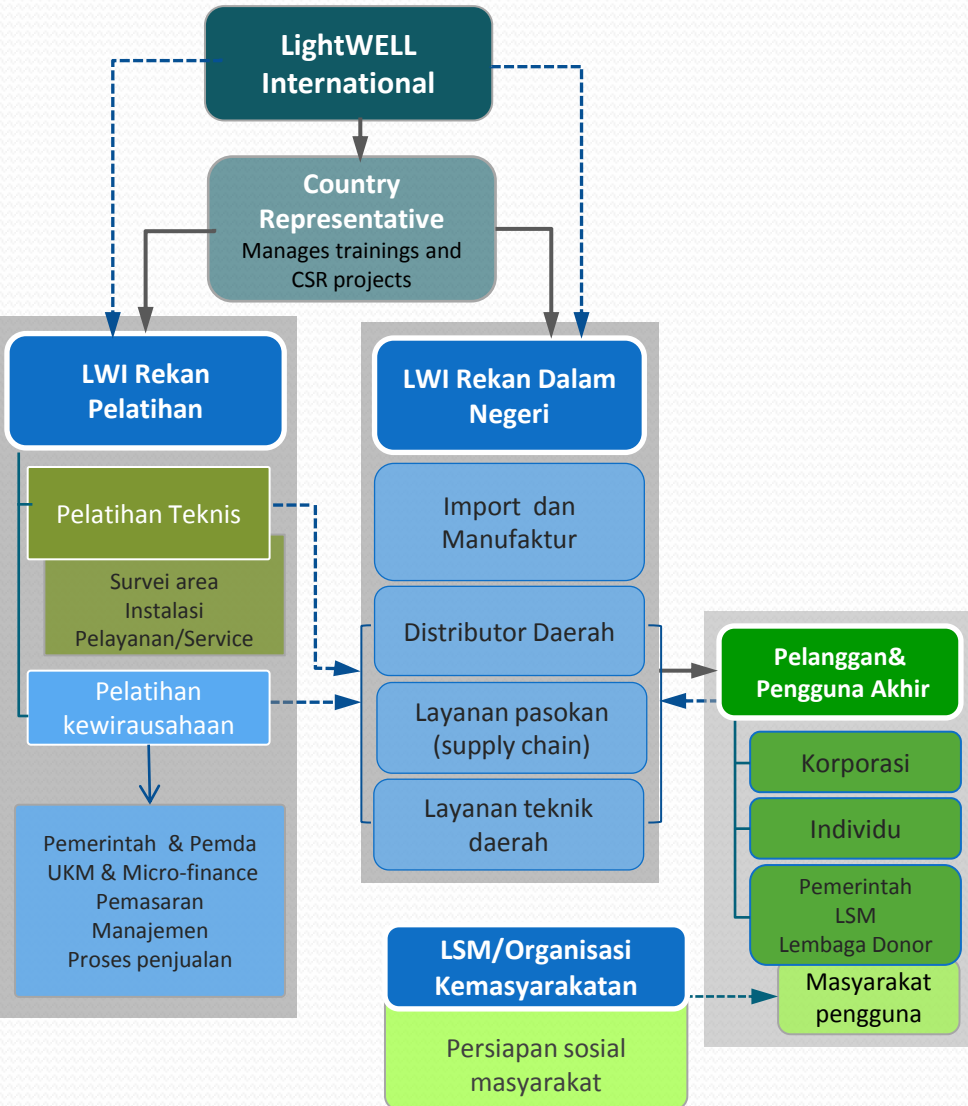 LightWELL
International
Country
Representative
Manages trainings and
CSR projects
LWI Rekan
Pelatihan
Pelatihan Teknis
Survei area
Instalasi
Pelayanan/Service
Pelatihan
kewirausahaan
Pemerintah & Pemda
UKM & Micro-finance
Pemasaran
Manajemen
Proses penjualan
LWI Rekan Dalam
Negeri
Import dan
Manufaktur
Distributor Daerah
Layanan pasokan
(supply chain)
Layanan teknik
daerah
Pelanggan&
Pengguna Akhir
Korporasi
Individu
Pemerintah
LSM
Lembaga Donor
Masyarakat
pengguna
LSM/Organisasi
Kemasyarakatan
Persiapan sosial
masyarakat